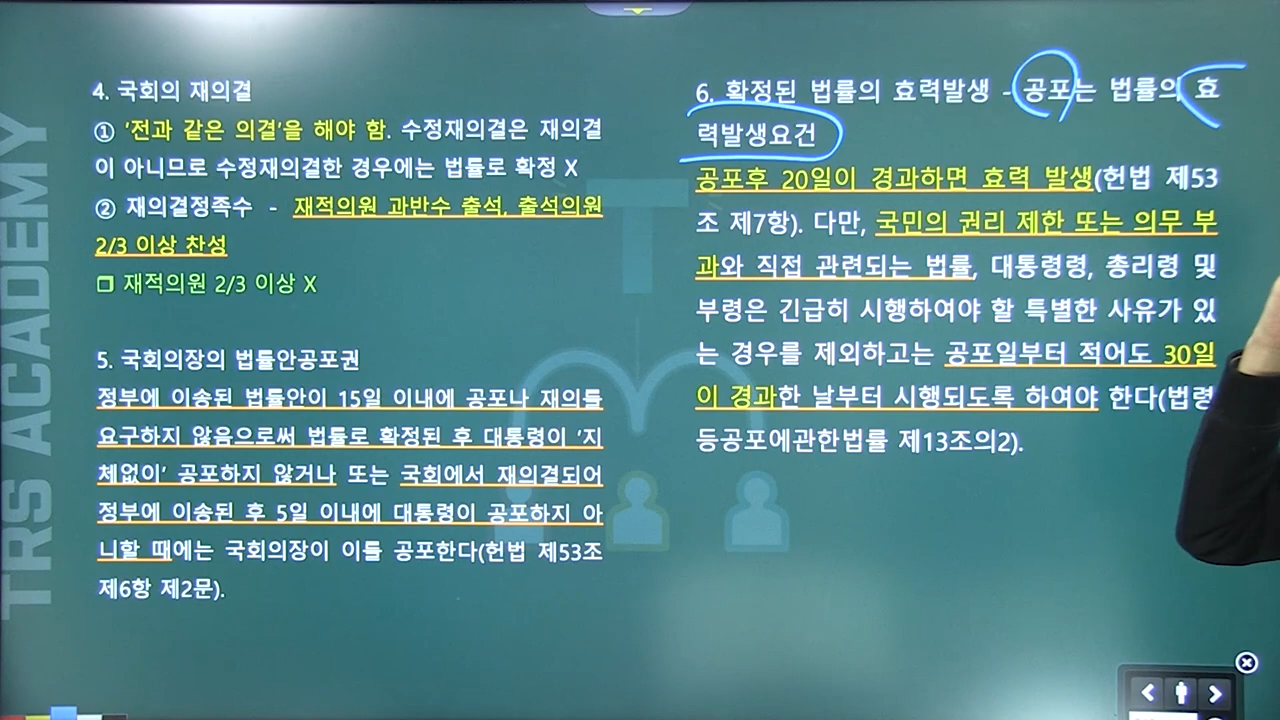 4. 국회의 재의결
① '전과 같은 의결'을 해야 함. 수정재의결은 재의결
이 아니므로 수정재의결한 경우에는 법률로 확정 X
② 재의결정족수 - 재적의원 과반수 출석, 출석의원
2/3 이상 찬성
❒ 재적의원 2/3 이상 X
5. 국회의장의 법률안공포권
정부에 이송된 법률안이 15일 이내에 공포나 재의를
요구하지 않음으로써 법률로 확정된 후 대통령이 '지
체없이' 공포하지 않거나 또는 국회에서 재의결되어
정부에 이송된 후 5일 이내에 대통령이 공포하지 아
니할 때에는 국회의장이 이를 공포한다(헌법 제53조
제6항 제2문).
6. 확정된 법률의 효력발생 - 공포는 법률의 효
력발생요건
공포후 20일이 경과하면 효력 발생(헌법 제53
조 제7항). 다만, 국민의 권리 제한 또는 의무 부
과와 직접 관련되는 법률, 대통령령, 총리령 및
부령은 긴급히 시행하여야 할 특별한 사유가 있
는 경우를 제외하고는 공포일부터 적어도 30일
이 경과한 날부터 시행되도록 하여야 한다(법령
등공포에관한법률 제13조의2).
TRS ACADEMY